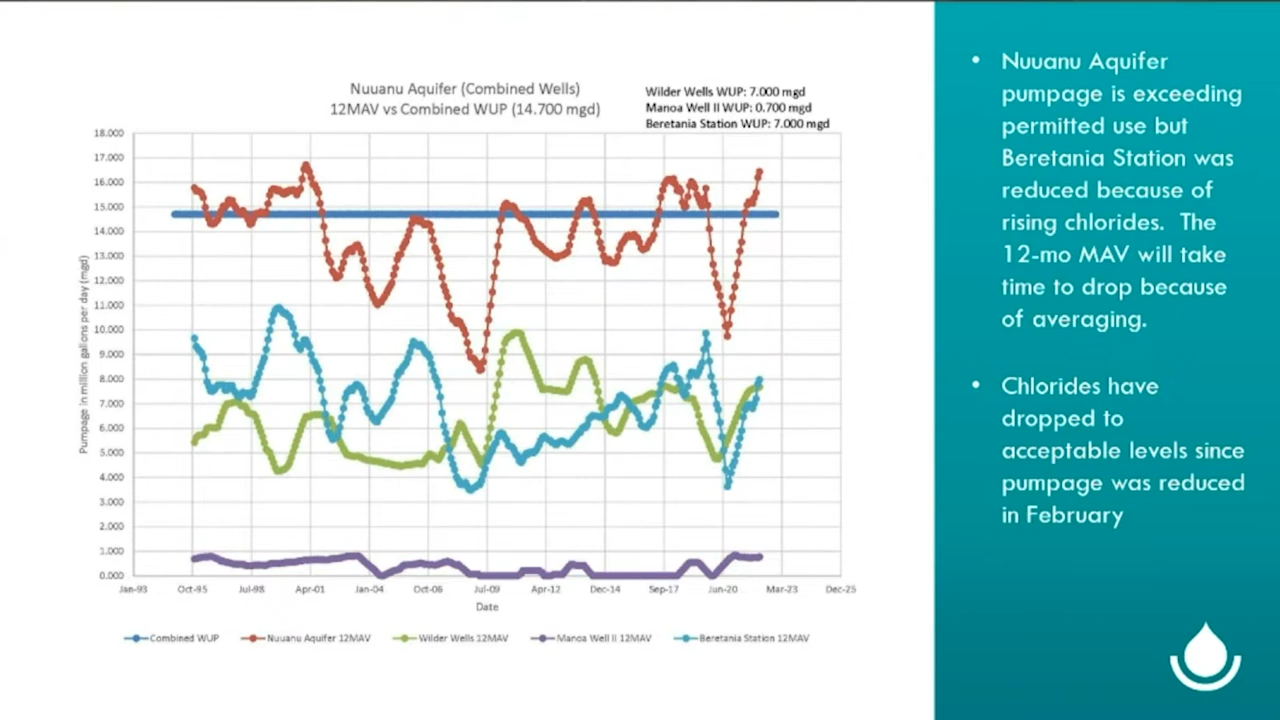 Nuuanu Aquifer (Combined Wells)
12MAV vs Combined WUP (14.700 mgd)
Wilder Wells WUP: 7.000 mgd
Manoa Well II WUP: 0.700 mgd
Beretania Station WUP: 7.000 mgd
18.000
17.000
16.000
15.000
14.000
13.000
12.000
11.000
10.000
9.000
8.000
7.000
6.000
5.000
4.000
3.000
2.000
1.000
0.000
Pumpage in million gallons per day (mgd)
Jan-93 Oct-95 Jul-98 Apr-01 Jan-04 Oct-06 Jul-09 Apr-12 Dec-14 Sep-17 Jun-20 Mar-23 Dec-25
Date
Combined WUP Nuuanu Aquifer 12MAV Wilder Wells 12MAV Manoa Well II 12MAV Beretania Station 12MAV
• Nuuanu Aquifer
pumpage is exceeding
permitted use but
Beretania Station was
reduced because of
rising chlorides. The
12-mo MAV will take
time to drop because
of averaging.
• Chlorides have
dropped to
acceptable levels since
pumpage was reduced
in February